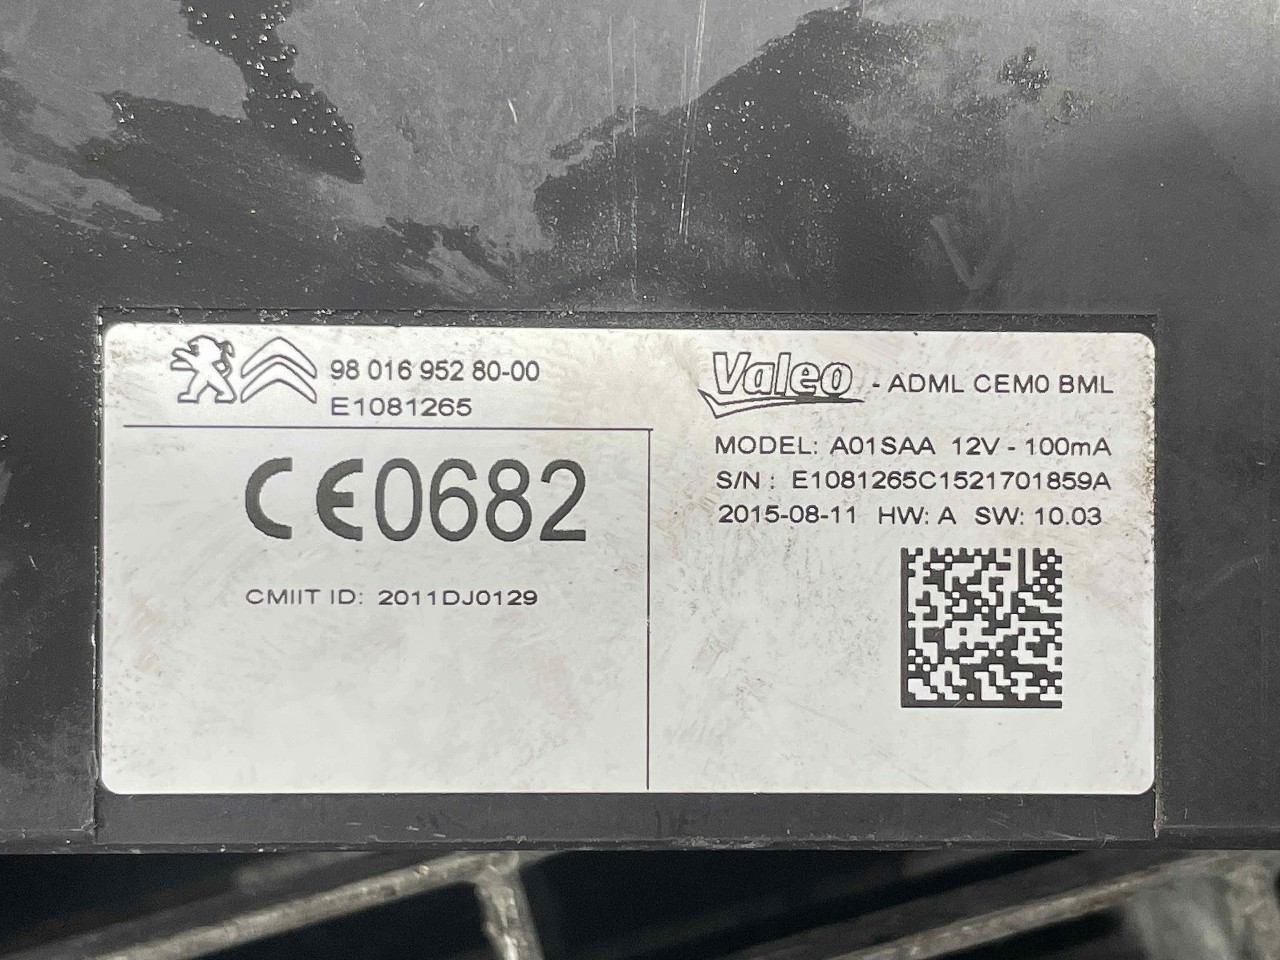 98 016 952 80-00
E1081265
CE0682
CMIIT ID: 2011DJ0129
Valeo - ADML CEM0 BML
MODEL: A01SAA 12V - 100mA
S/N : E1081265C1521701859A
2015-08-11 HW: A SW: 10.03